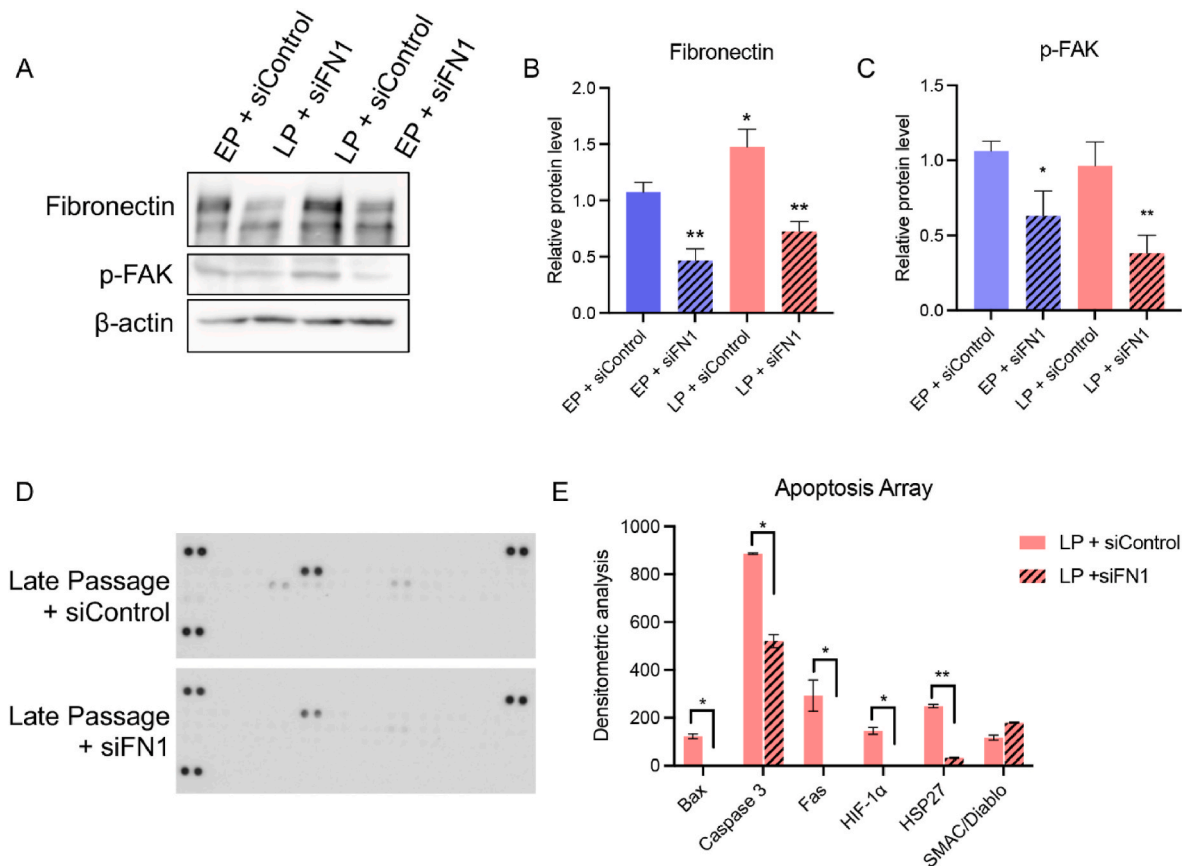 A
EP + siControl
LP + siFN1
LP + siControl
EP + siFN1
Fibronectin
p-FAK
β-actin
B
Fibronectin
Relative protein level
2.0
1.5
1.0
0.5
0.0
*
**
**
EP + siControl
EP + siFN1
LP + siControl
LP + siFN1
C
p-FAK
Relative protein level
1.5
1.0
0.5
0.0
*
**
EP + siControl
EP + siFN1
LP + siControl
LP + siFN1
D
Late Passage
+ siControl
Late Passage
+ siFN1
E
Apoptosis Array
Densitometric analysis
1000
800
600
400
200
0
*
*
*
*
**
Bax
Caspase 3
Fas
HIF-1α
HSP27
SMAC/Diablo
LP + siControl
LP +siFN1